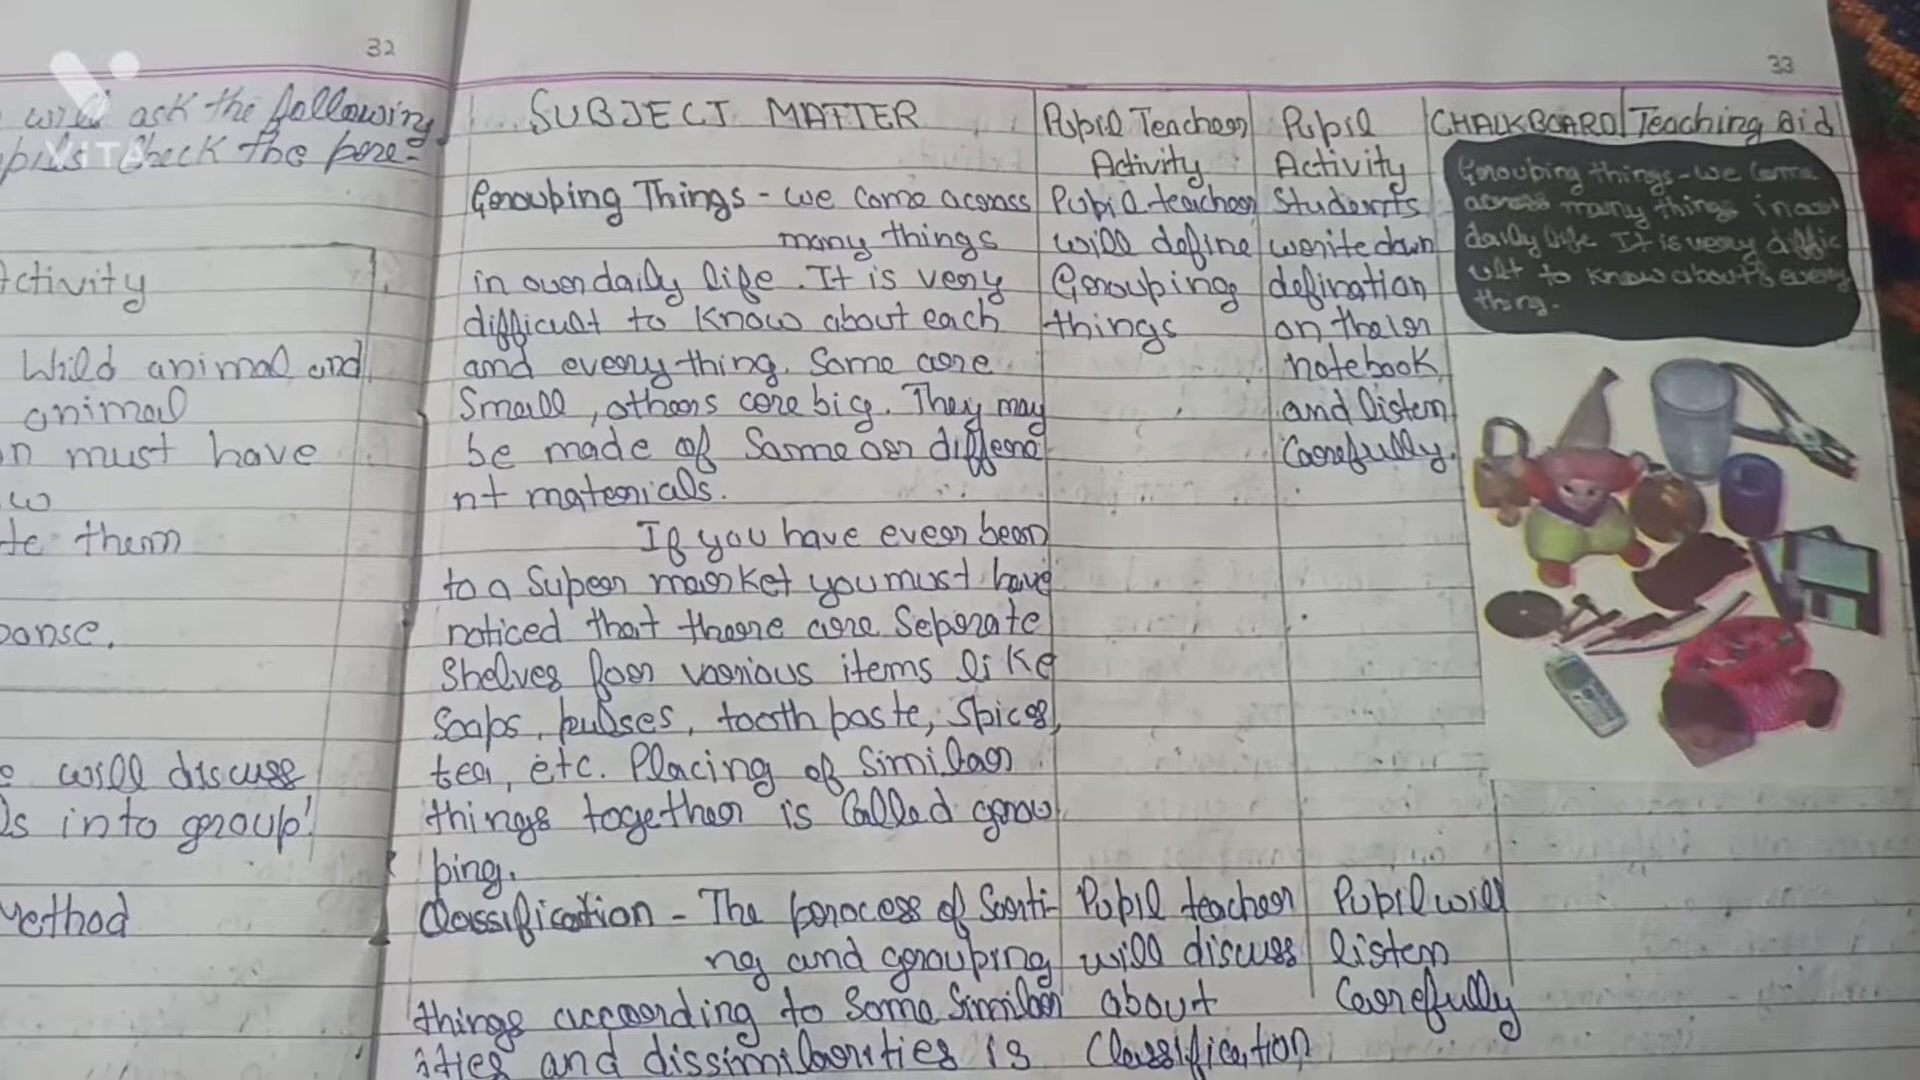 32
will ask the following
pils Check the pore-
ViTA
Activity
Wild animal and
animal
n must have
w
te them
ponse.
e will discuss
ls into group'
Method
33
SUBJECT MATTER
Pupil Teacher
Activity
Pupil
Activity
CHALKBOARD
Teaching aid
Grouping Things - we come across
many things
in our daily life. It is very
difficult to know about each
and every thing. Some are
Small, others are big. They may
be made of Same or differe
nt materials.
If you have ever been
to a Super market you must have
noticed that there are Seperate
Shelves for various items like
Soaps, pulses, tooth paste, spices,
tea, etc. Placing of Similar
things together is Called grou
ping.
Classification - The process of Sorti-
ng and grouping
things according to Some Similar
ities and dissimilarities is
Pupil teacher
will define
Grouping
things
Pupil teacher
will discuss
about
Classification
Students
write down
defination
on their
notebook
and listen
Carefully.
Pupil will
listen
Carefully
Grouping things - we Come
across many things in our
daily life It is very diffic
ult to know about every
thing.